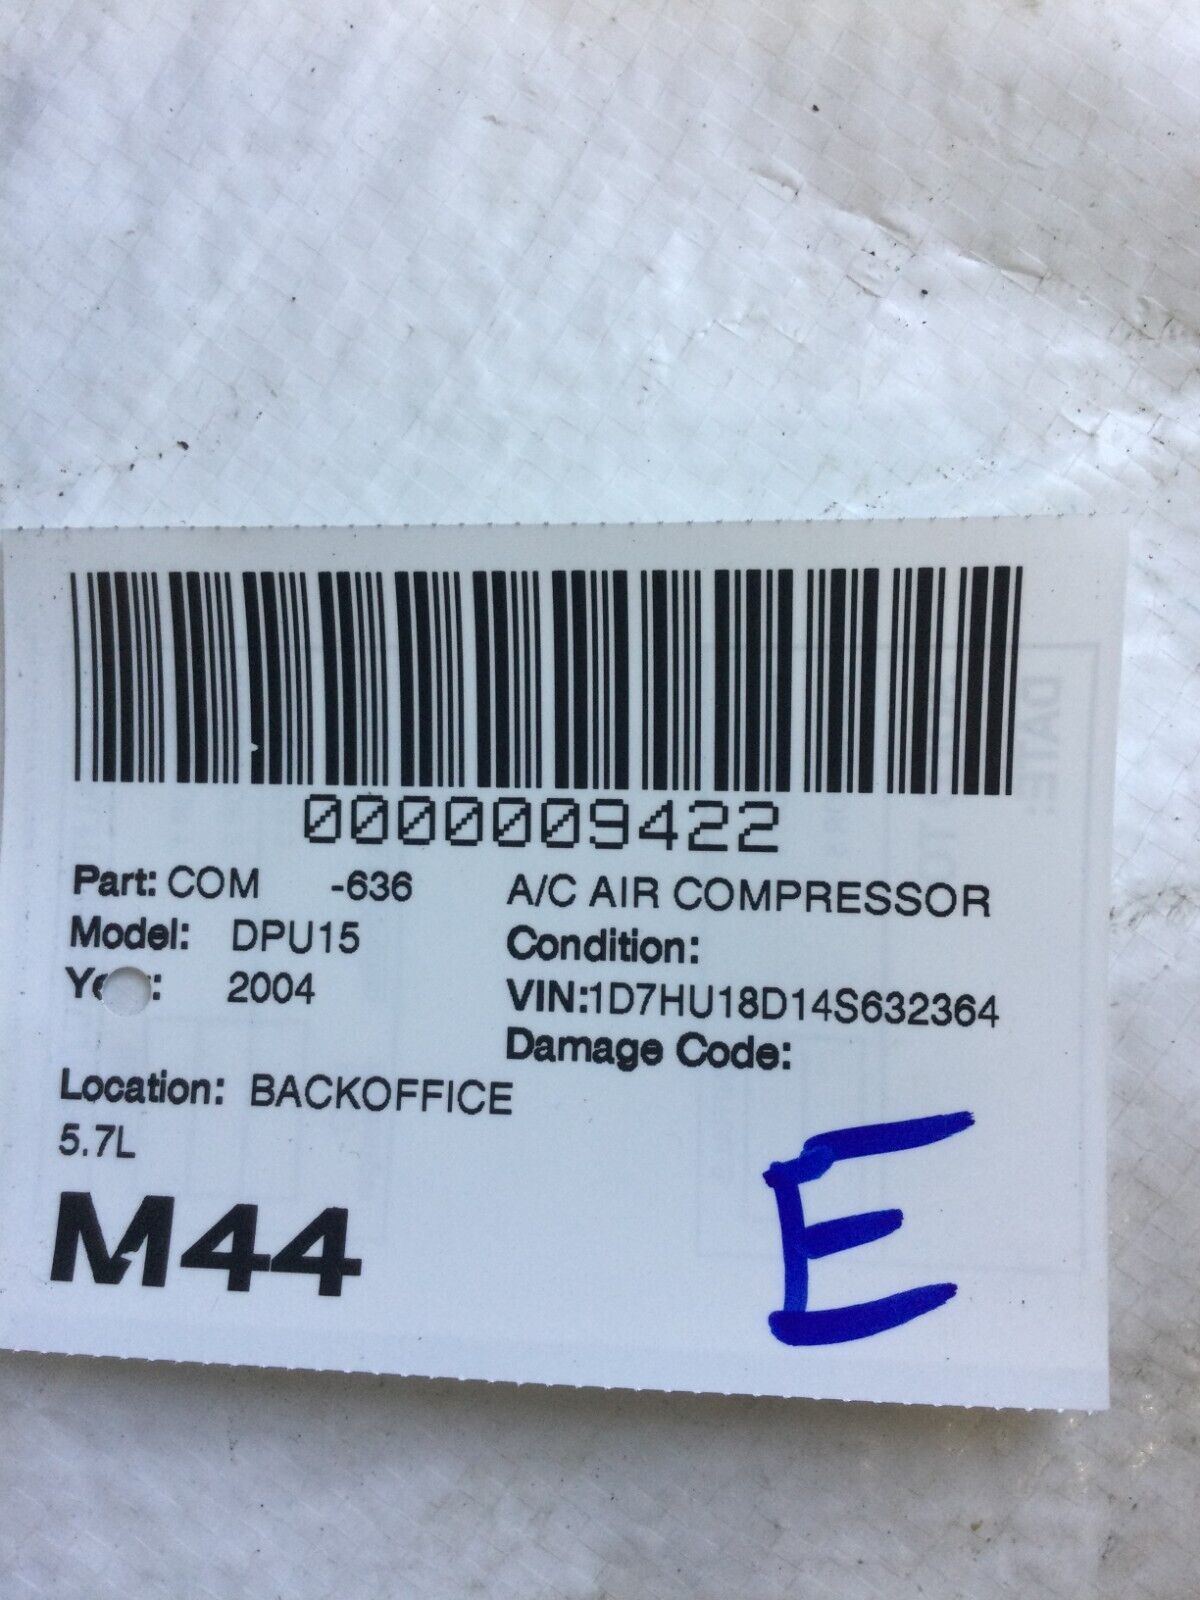 0000009422
Part: COM -636 A/C AIR COMPRESSOR
Model: DPU15 Condition:
2004 VIN:1D7HU18D14S632364
Damage Code:
Location: BACKOFFICE
5.7L
M44
E
DATE